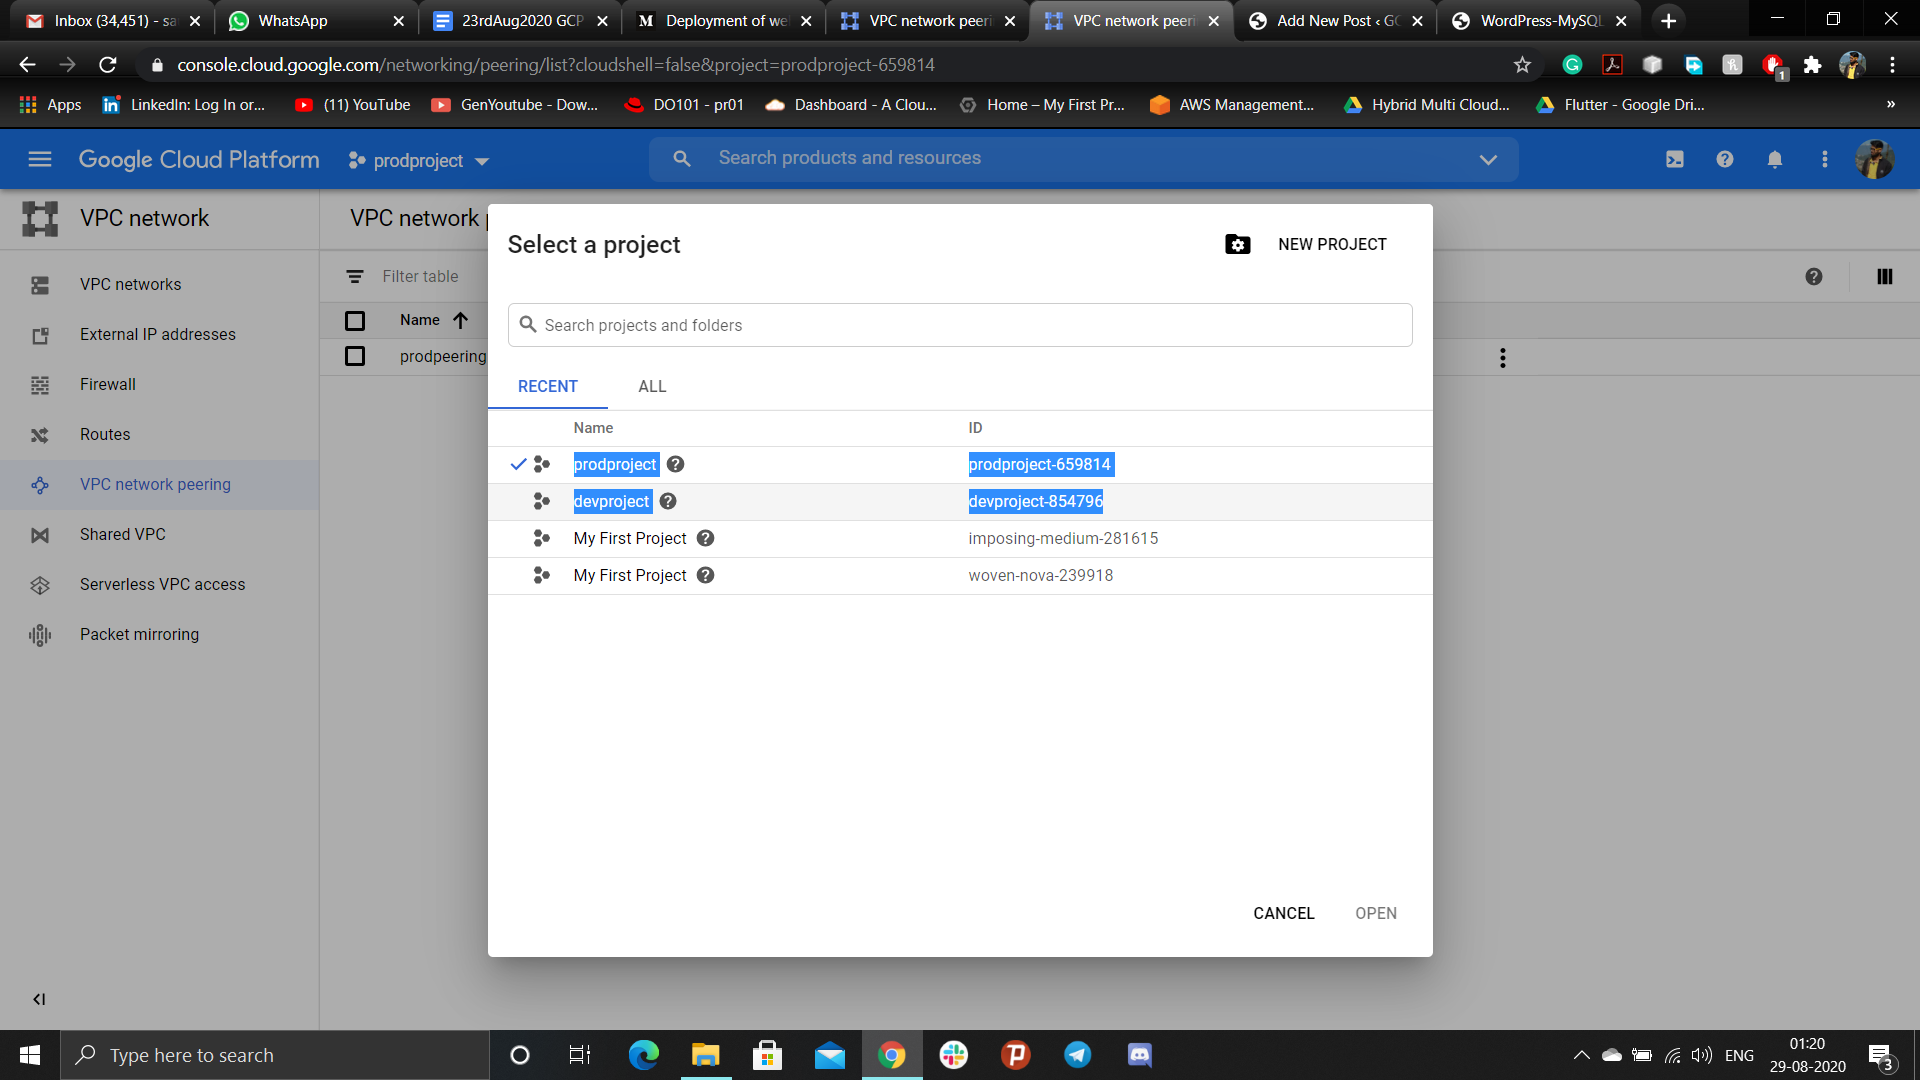 Inbox (34,451) - sa
WhatsApp
23rdAug2020 GCP
Deployment of we
VPC network peeri
VPC network peeri
Add New Post ‹ GC
WordPress-MySQL
console.cloud.google.com/networking/peering/list?cloudshell=false&project=prodproject-659814
1
Apps
LinkedIn: Log In or...
(11) YouTube
GenYoutube - Dow...
DO101 - pr01
Dashboard - A Clou...
Home – My First Pr...
AWS Management...
Hybrid Multi Cloud...
Flutter - Google Dri...
»
Google Cloud Platform
prodproject
Search products and resources
VPC network
VPC network p
VPC networks
External IP addresses
Firewall
Routes
VPC network peering
Shared VPC
Serverless VPC access
Packet mirroring
Filter table
Name
prodpeering
Select a project
NEW PROJECT
Search projects and folders
RECENT
ALL
Name ID
prodproject prodproject-659814
devproject devproject-854796
My First Project imposing-medium-281615
My First Project woven-nova-239918
CANCEL
OPEN
Type here to search
ENG
01:20
29-08-2020
3